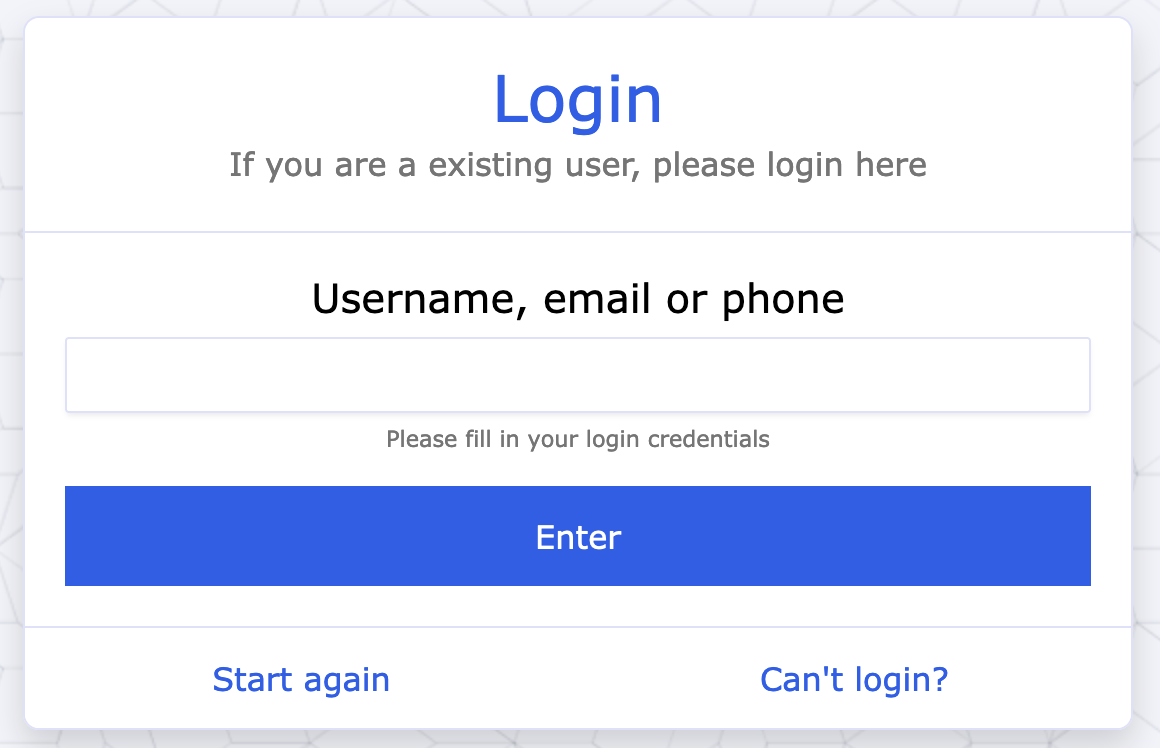 Login
If you are a existing user, please login here
Username, email or phone
Please fill in your login credentials
Enter
Start again
Can't login?